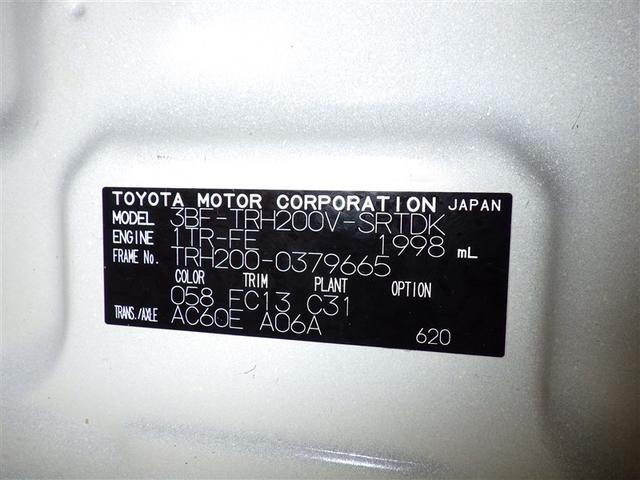 TOYOTA MOTOR CORPORATION JAPAN
MODEL 3BF-TRH200V-SRTDK
ENGINE 1TR-FE 1998 mL
FRAME No. TRH200-0379665
COLOR TRIM PLANT OPTION
058 FC13 C31
TRANS./AXLE AC60E A06A
620